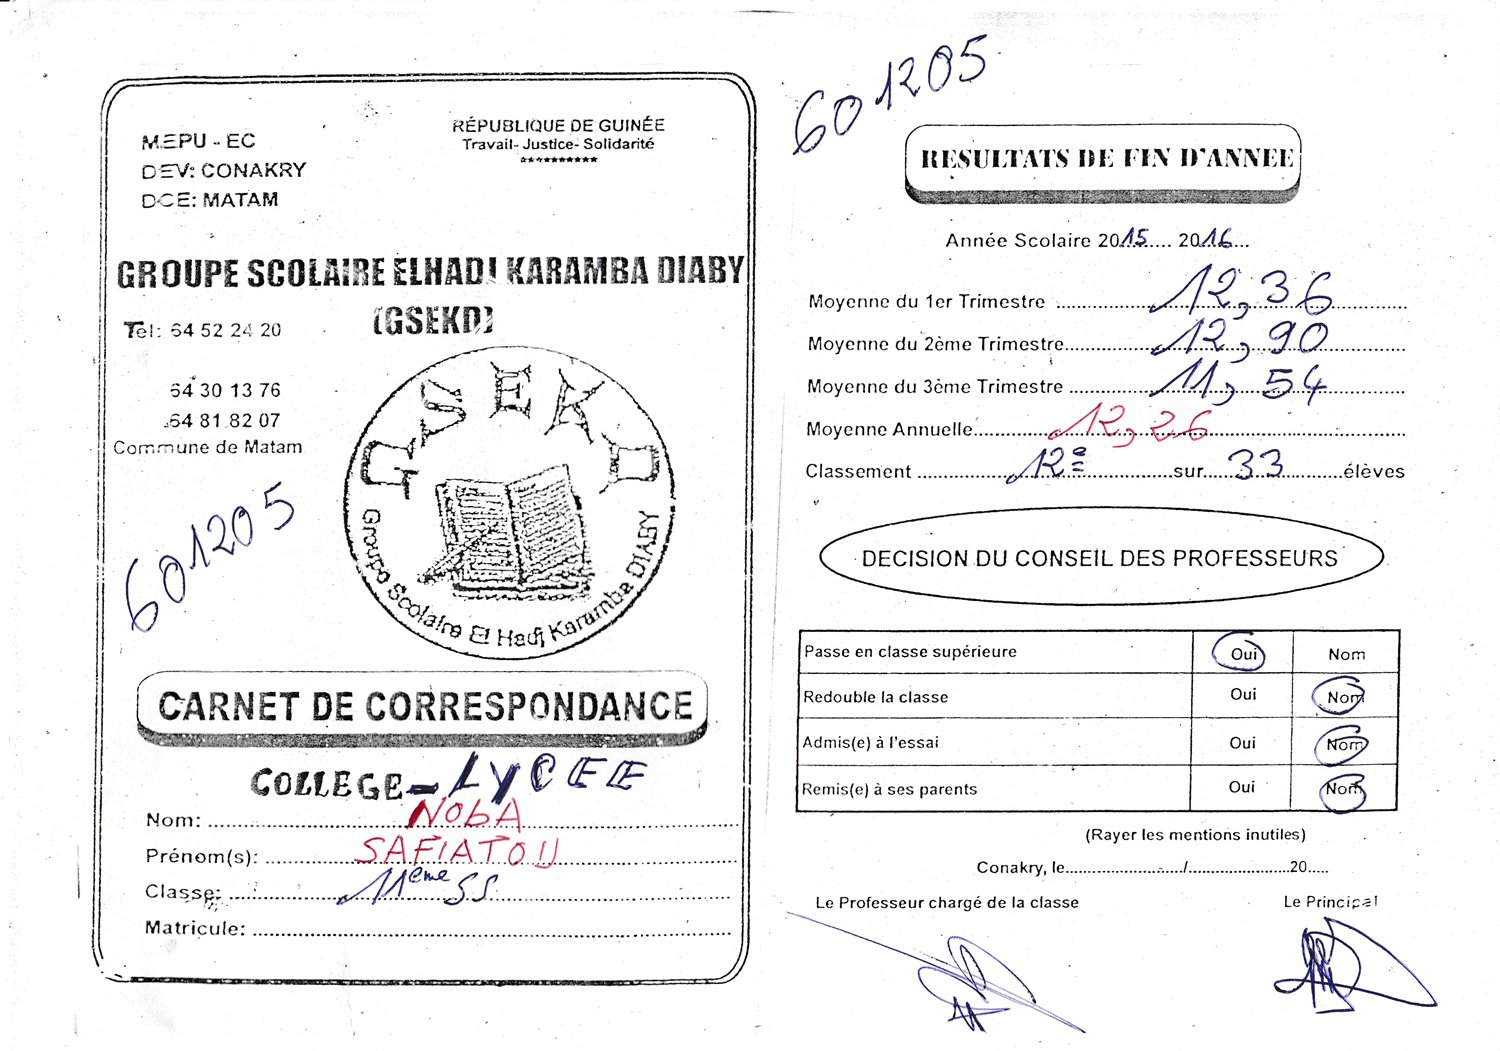 MEPU - EC
DEV: CONAKRY
DCE: MATAM
RÉPUBLIQUE DE GUINÉE
Travail- Justice- Solidarité
**********
GROUPE SCOLAIRE ELHADJ KARAMBA DIABY
(GSEKD)
Tél: 64 52 24 20
64 30 13 76
64 81 82 07
Commune de Matam
GSEKD
Groupe Scolaire El Hadj Karamba DIABY
601205
CARNET DE CORRESPONDANCE
COLLEGE - LYCEE
Nom: NObA
Prénom(s): SAFIATOU
Classe: 11ème SS
Matricule:
601205
RESULTATS DE FIN D'ANNEE
Année Scolaire 2015.... 2016...
Moyenne du 1er Trimestre 12,36
Moyenne du 2ème Trimestre 12,90
Moyenne du 3ème Trimestre 11,54
Moyenne Annuelle 12,26
Classement 12e sur 33 élèves
DECISION DU CONSEIL DES PROFESSEURS
Passe en classe supérieure Oui Nom
Redouble la classe Oui Nom
Admis(e) à l'essai Oui Nom
Remis(e) à ses parents Oui Nom
(Rayer les mentions inutiles)
Conakry, le......................../......................20.....
Le Professeur chargé de la classe Le Principal